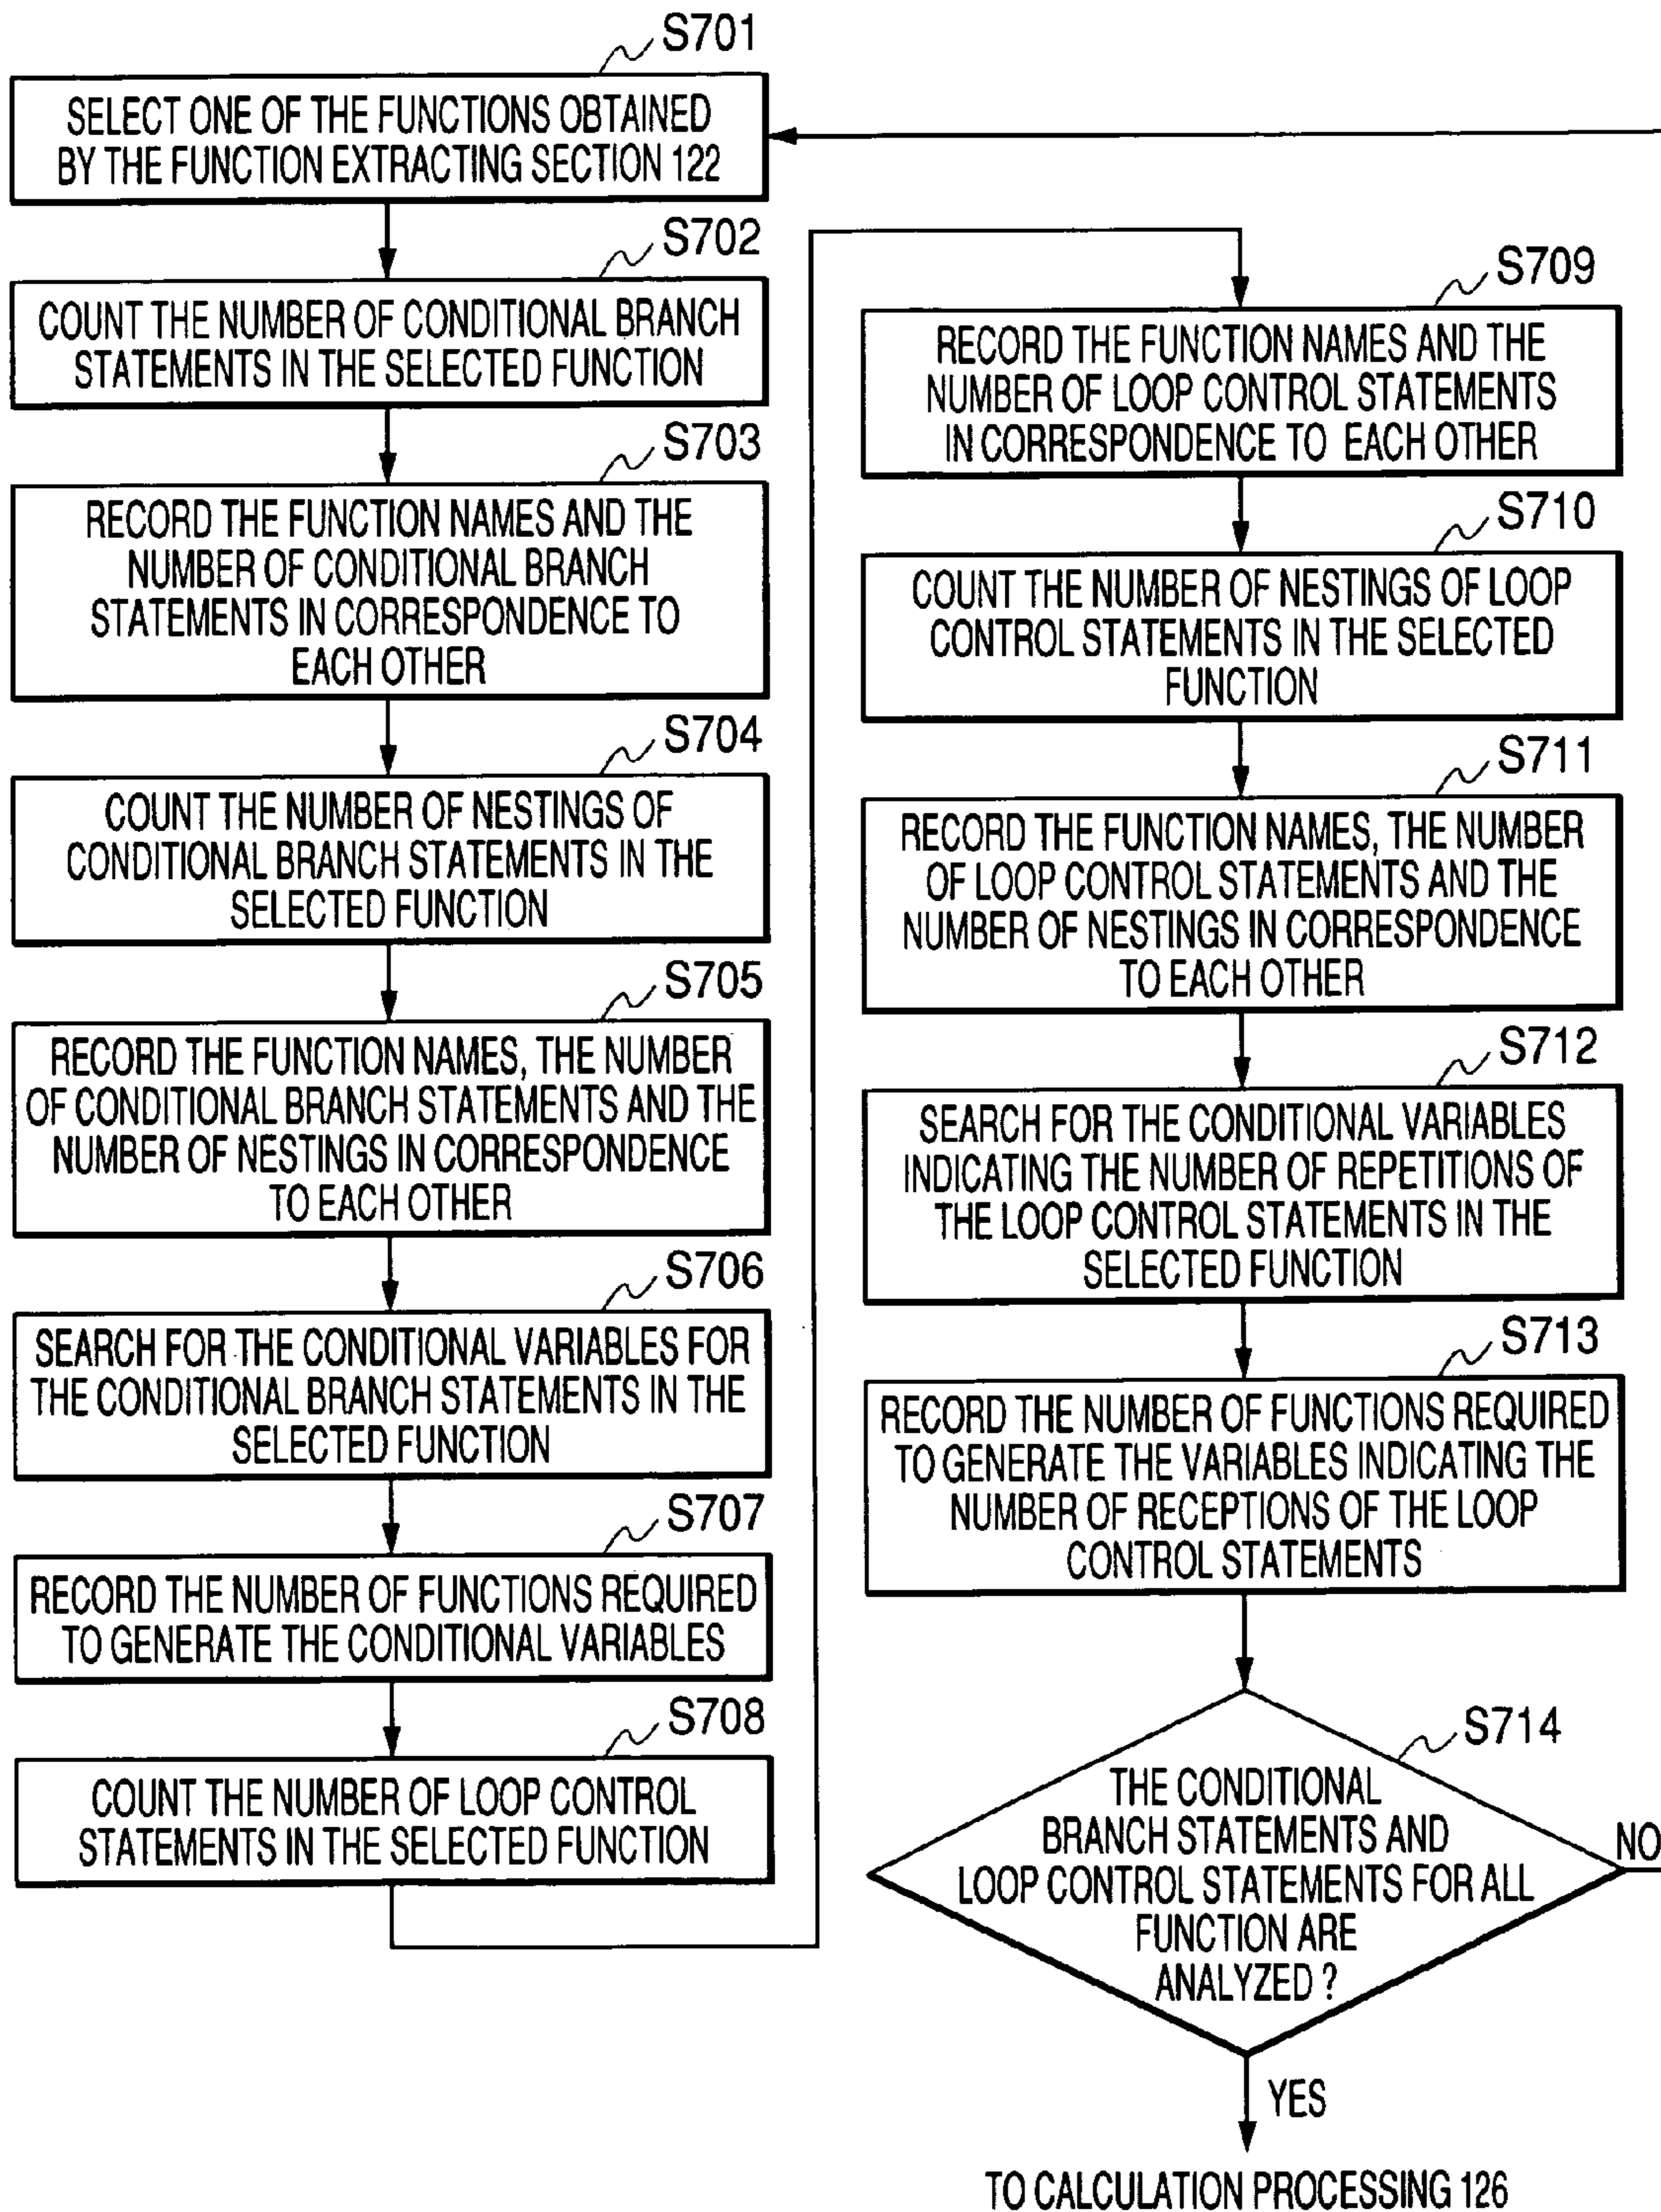 S701
SELECT ONE OF THE FUNCTIONS OBTAINED
BY THE FUNCTION EXTRACTING SECTION 122
S702
COUNT THE NUMBER OF CONDITIONAL BRANCH
STATEMENTS IN THE SELECTED FUNCTION
S703
RECORD THE FUNCTION NAMES AND THE
NUMBER OF CONDITIONAL BRANCH
STATEMENTS IN CORRESPONDENCE TO
EACH OTHER
S704
COUNT THE NUMBER OF NESTINGS OF
CONDITIONAL BRANCH STATEMENTS IN THE
SELECTED FUNCTION
S705
RECORD THE FUNCTION NAMES, THE NUMBER
OF CONDITIONAL BRANCH STATEMENTS AND THE
NUMBER OF NESTINGS IN CORRESPONDENCE
TO EACH OTHER
S706
SEARCH FOR THE CONDITIONAL VARIABLES FOR
THE CONDITIONAL BRANCH STATEMENTS IN THE
SELECTED FUNCTION
S707
RECORD THE NUMBER OF FUNCTIONS REQUIRED
TO GENERATE THE CONDITIONAL VARIABLES
S708
COUNT THE NUMBER OF LOOP CONTROL
STATEMENTS IN THE SELECTED FUNCTION
S709
RECORD THE FUNCTION NAMES AND THE
NUMBER OF LOOP CONTROL STATEMENTS
IN CORRESPONDENCE TO EACH OTHER
S710
COUNT THE NUMBER OF NESTINGS OF LOOP
CONTROL STATEMENTS IN THE SELECTED
FUNCTION
S711
RECORD THE FUNCTION NAMES, THE NUMBER
OF LOOP CONTROL STATEMENTS AND THE
NUMBER OF NESTINGS IN CORRESPONDENCE
TO EACH OTHER
S712
SEARCH FOR THE CONDITIONAL VARIABLES
INDICATING THE NUMBER OF REPETITIONS OF
THE LOOP CONTROL STATEMENTS IN THE
SELECTED FUNCTION
S713
RECORD THE NUMBER OF FUNCTIONS REQUIRED
TO GENERATE THE VARIABLES INDICATING THE
NUMBER OF RECEPTIONS OF THE LOOP
CONTROL STATEMENTS
S714
THE CONDITIONAL
BRANCH STATEMENTS AND
LOOP CONTROL STATEMENTS FOR ALL
FUNCTION ARE
ANALYZED ?
NO
YES
TO CALCULATION PROCESSING 126